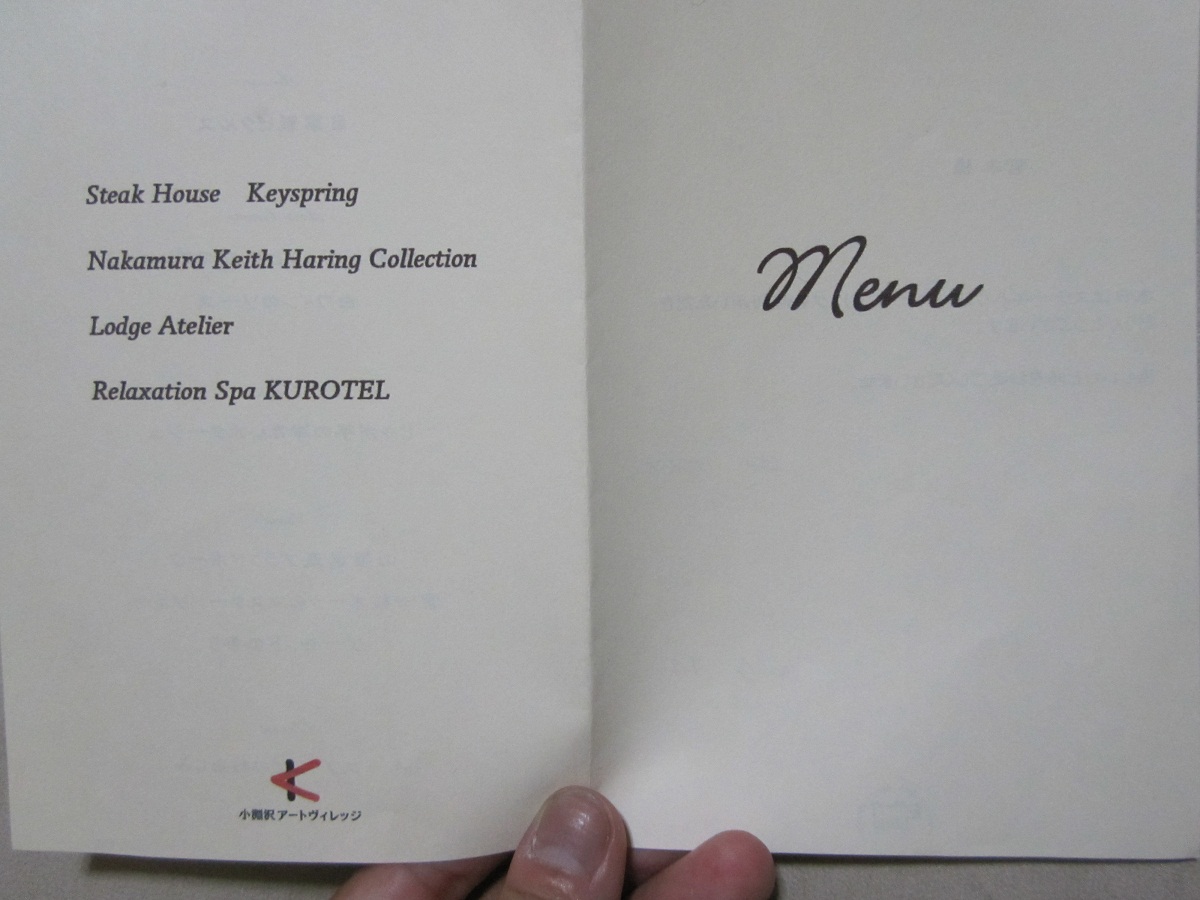 Steak House Keyspring
Nakamura Keith Haring Collection
Lodge Atelier
Relaxation Spa KUROTEL
小淵沢アートヴィレッジ
Menu